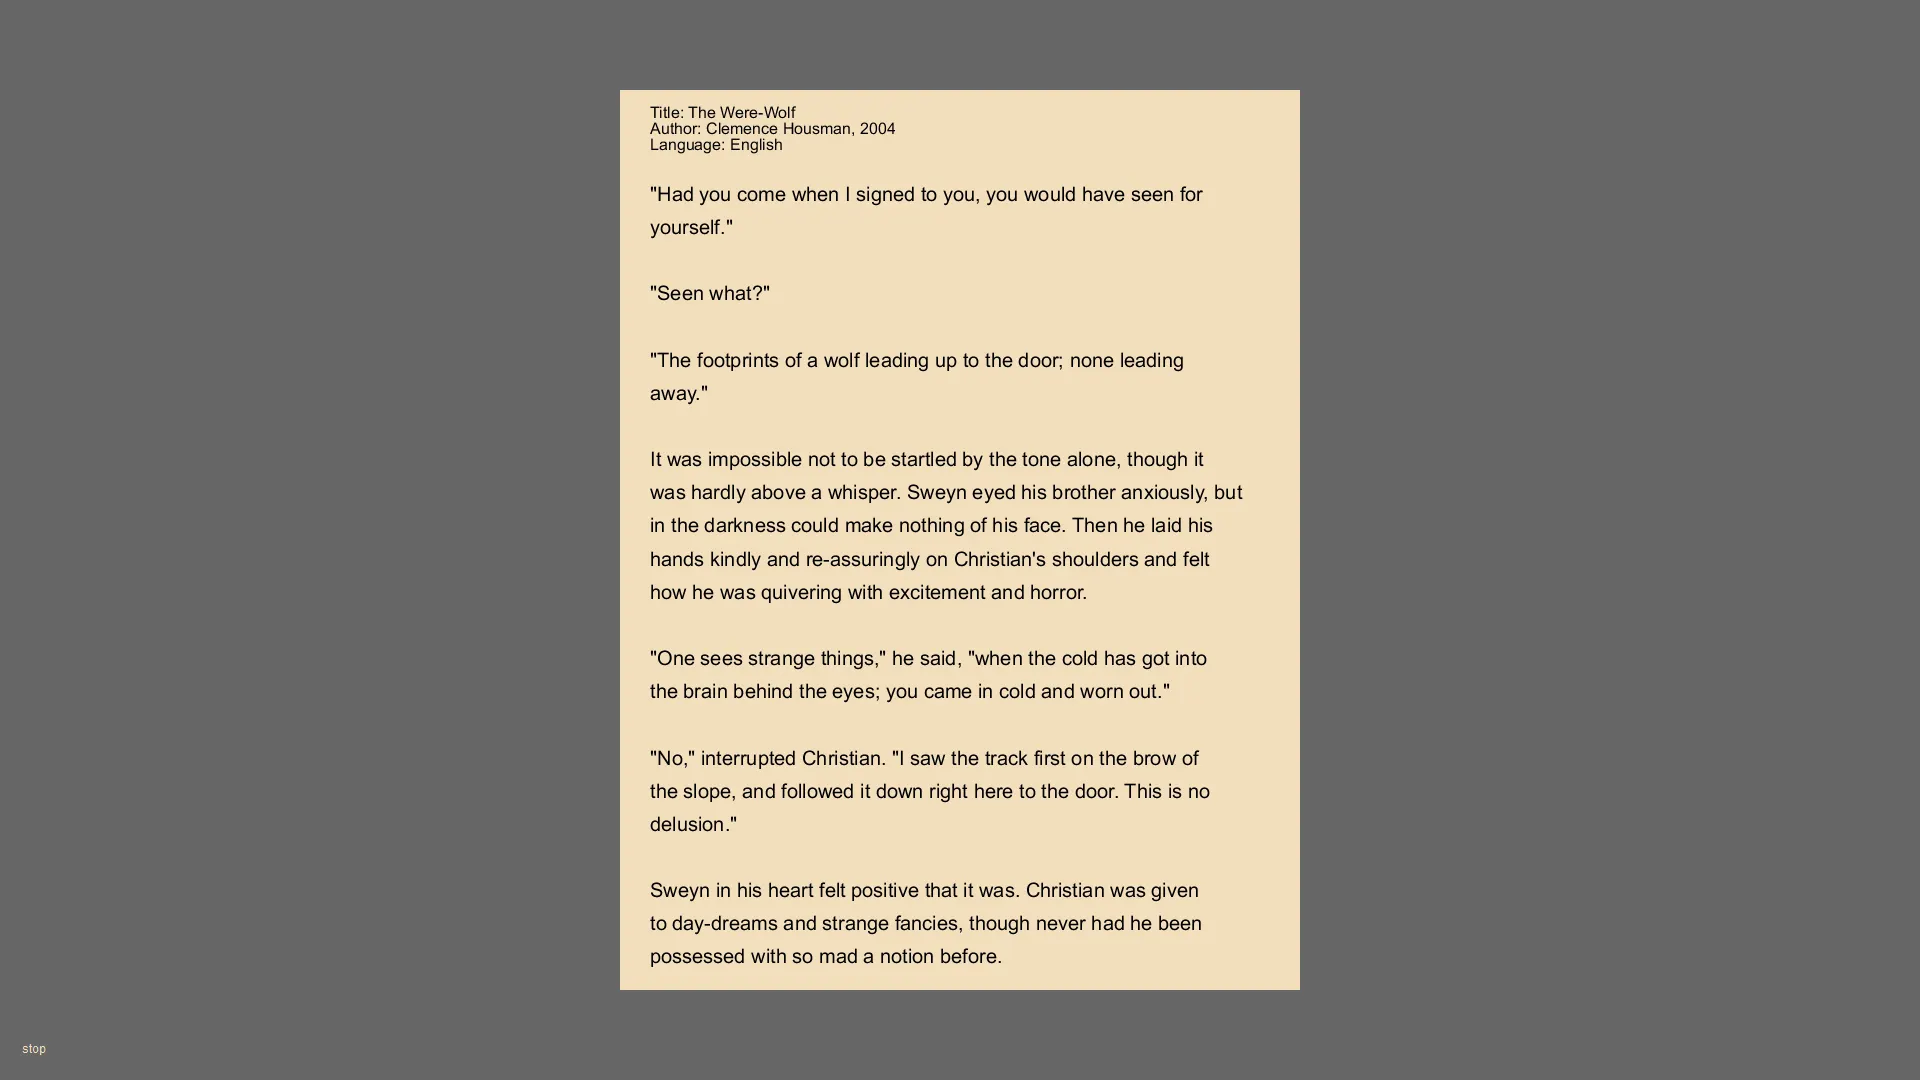 Title: The Were-Wolf
Author: Clemence Housman, 2004
Language: English
"Had you come when I signed to you, you would have seen for
yourself."
"Seen what?"
"The footprints of a wolf leading up to the door; none leading
away."
It was impossible not to be startled by the tone alone, though it
was hardly above a whisper. Sweyn eyed his brother anxiously, but
in the darkness could make nothing of his face. Then he laid his
hands kindly and re-assuringly on Christian's shoulders and felt
how he was quivering with excitement and horror.
"One sees strange things," he said, "when the cold has got into
the brain behind the eyes; you came in cold and worn out."
"No," interrupted Christian. "I saw the track first on the brow of
the slope, and followed it down right here to the door. This is no
delusion."
Sweyn in his heart felt positive that it was. Christian was given
to day-dreams and strange fancies, though never had he been
possessed with so mad a notion before.
stop